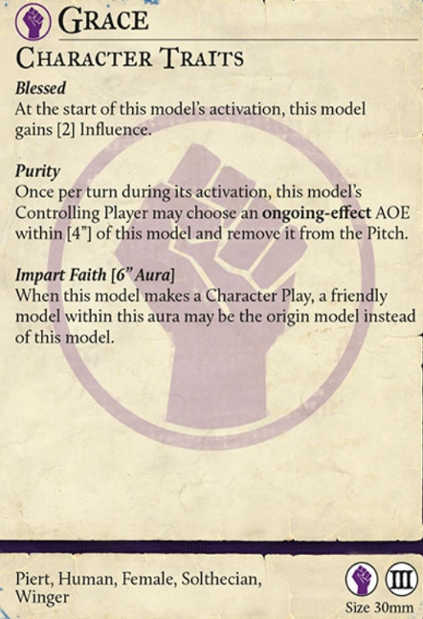 GRACE
CHARACTER TRAITS
Blessed
At the start of this model's activation, this model
gains [2] Influence.
Purity
Once per turn during its activation, this model's
Controlling Player may choose an ongoing-effect AOE
within [4"] of this model and remove it from the Pitch.
Impart Faith [6" Aura]
When this model makes a Character Play, a friendly
model within this aura may be the origin model instead
of this model.
Piert, Human, Female, Solthecian,
Winger
III
Size 30mm